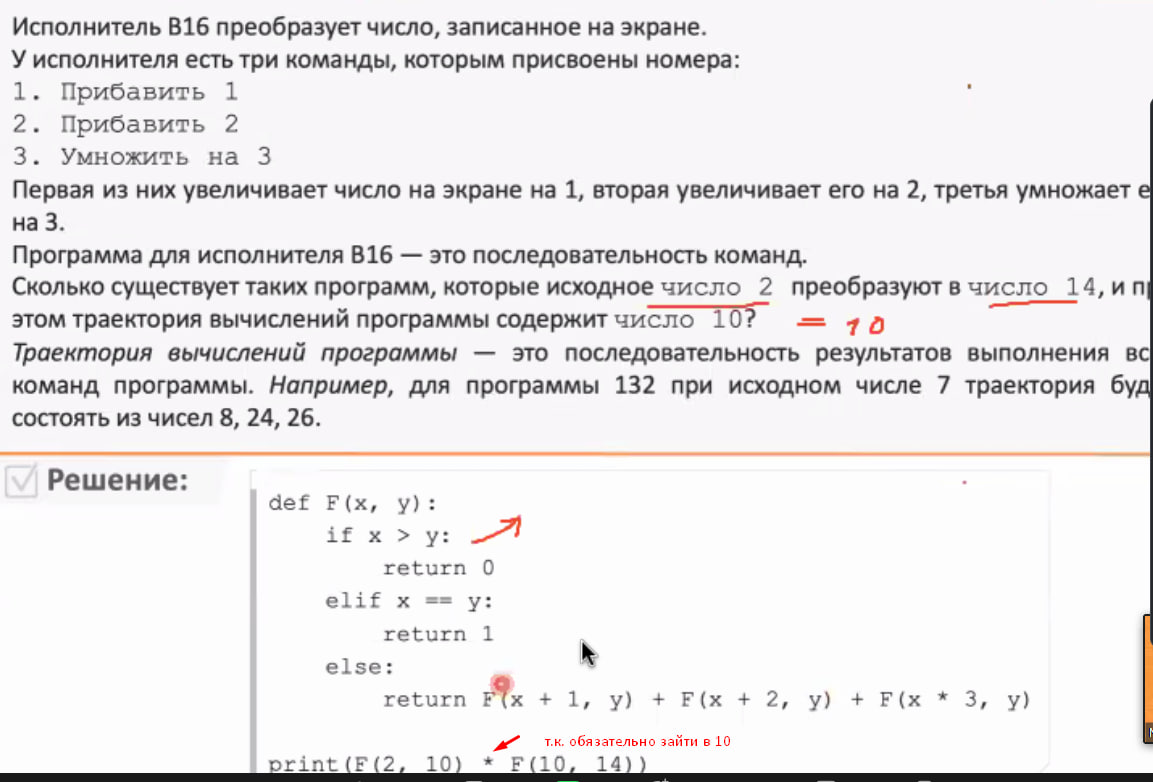 Исполнитель В16 преобразует число, записанное на экране.
У исполнителя есть три команды, которым присвоены номера:
1. Прибавить 1
2. Прибавить 2
3. Умножить на 3
Первая из них увеличивает число на экране на 1, вторая увеличивает его на 2, третья умножает е
на 3.
Программа для исполнителя В16 — это последовательность команд.
Сколько существует таких программ, которые исходное число 2 преобразуют в число 14, и п
этом траектория вычислений программы содержит число 10? = 10
Траектория вычислений программы — это последовательность результатов выполнения вс
команд программы. Например, для программы 132 при исходном числе 7 траектория буд
состоять из чисел 8, 24, 26.
Решение:
def F(x, y):
if x > y:
return 0
elif x == y:
return 1
else:
return F(x + 1, y) + F(x + 2, y) + F(x * 3, y)
т.к. обязательно зайти в 10
print(F(2, 10) * F(10, 14))